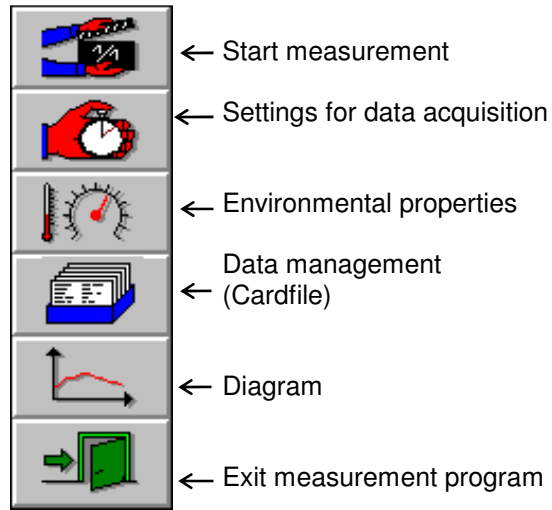 Start measurement
Settings for data acquisition
Environmental properties
Data management
(Cardfile)
Diagram
Exit measurement program